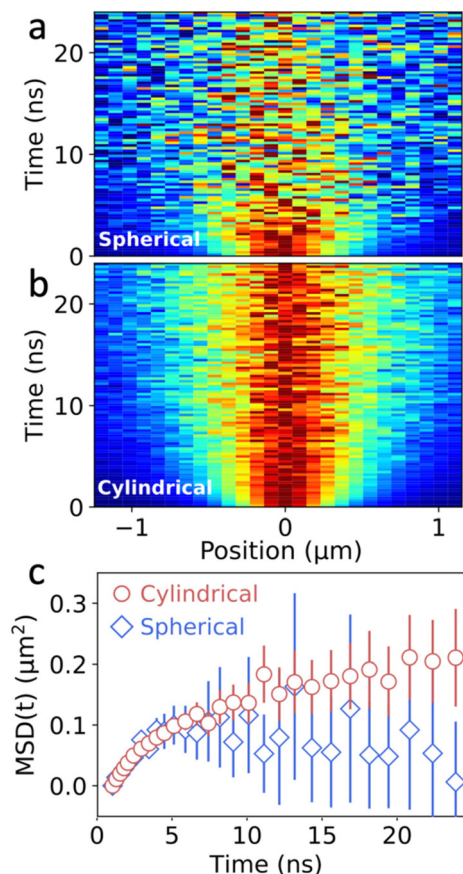 a
20
10
0
Time (ns)
Spherical
b
20
10
0
Time (ns)
Cylindrical
−1
0
1
Position (μm)
c
0.3
0.2
0.1
0.0
MSD(t) (μm²)
Cylindrical
Spherical
0
5
10
15
20
Time (ns)